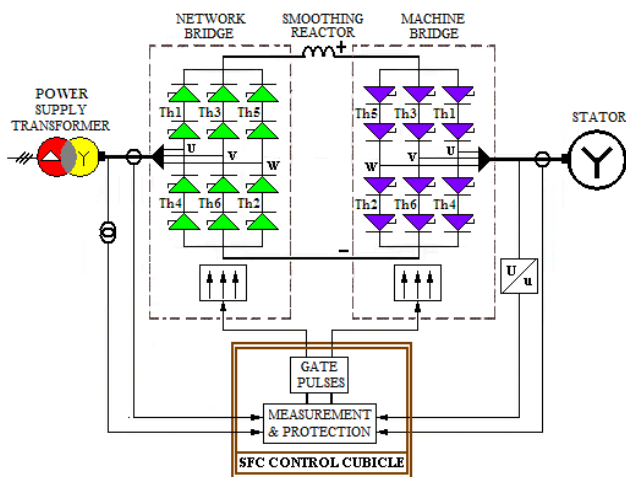 NETWORK
BRIDGE
SMOOTHING
REACTOR
MACHINE
BRIDGE
+
POWER
SUPPLY
TRANSFORMER
Th1 Th3 Th5
Th5 Th3 Th1
STATOR
U
V
W
U
V
W
Y
Y
Th4 Th6 Th2
Th2 Th6 Th4
−
U
u
GATE
PULSES
MEASUREMENT
& PROTECTION
SFC CONTROL CUBICLE